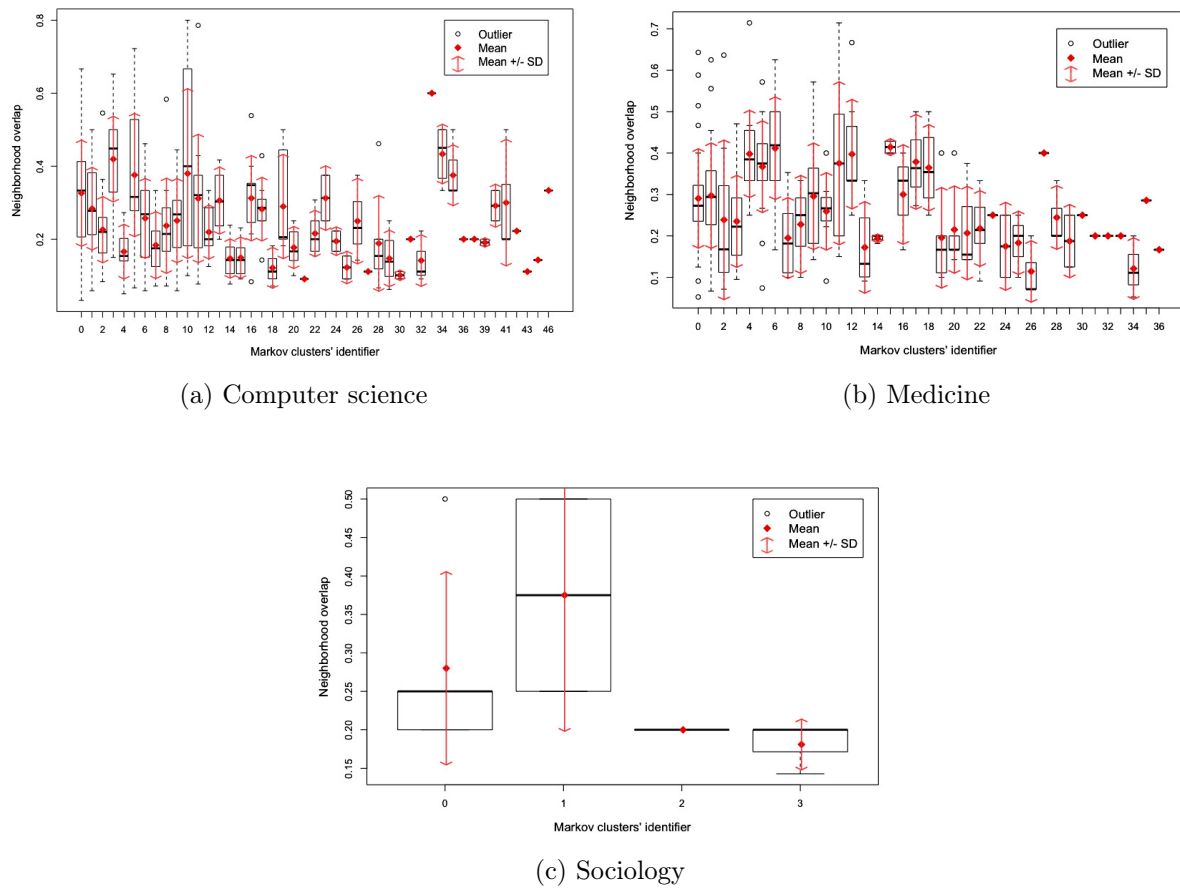 Neighborhood overlap
0.8
0.6
0.4
0.2
Outlier
Mean
Mean +/- SD
0 2 4 6 8 10 12 14 16 18 20 22 24 26 28 30 32 34 36 39 41 43 46
Markov clusters' identifier
(a) Computer science
Neighborhood overlap
0.7
0.6
0.5
0.4
0.3
0.2
0.1
Outlier
Mean
Mean +/- SD
0 2 4 6 8 10 12 14 16 18 20 22 24 26 28 30 32 34 36
Markov clusters' identifier
(b) Medicine
Neighborhood overlap
0.50
0.45
0.40
0.35
0.30
0.25
0.20
0.15
Outlier
Mean
Mean +/- SD
0 1 2 3
Markov clusters' identifier
(c) Sociology